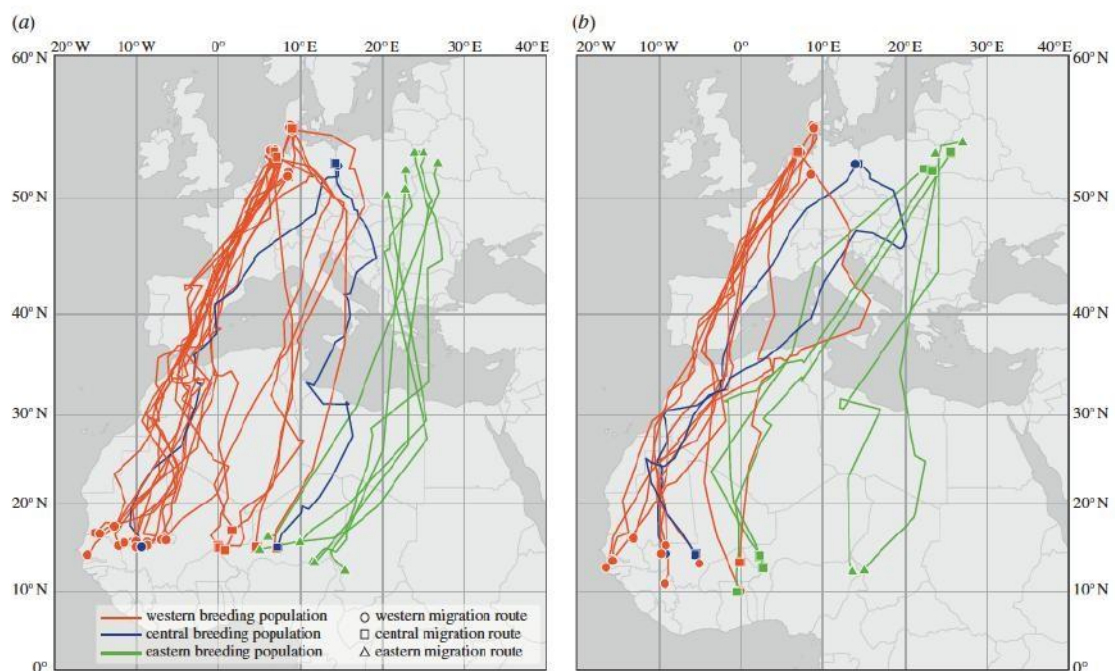 (a)
(b)
20°W 10°W 0° 10°E 20°E 30°E 40°E
20°W 10°W 0° 10°E 20°E 30°E 40°E
60°N
60°N
50°N
50°N
40°N
40°N
30°N
30°N
20°N
20°N
10°N
10°N
western breeding population
western migration route
central breeding population
central migration route
eastern breeding population
eastern migration route
0°
0°